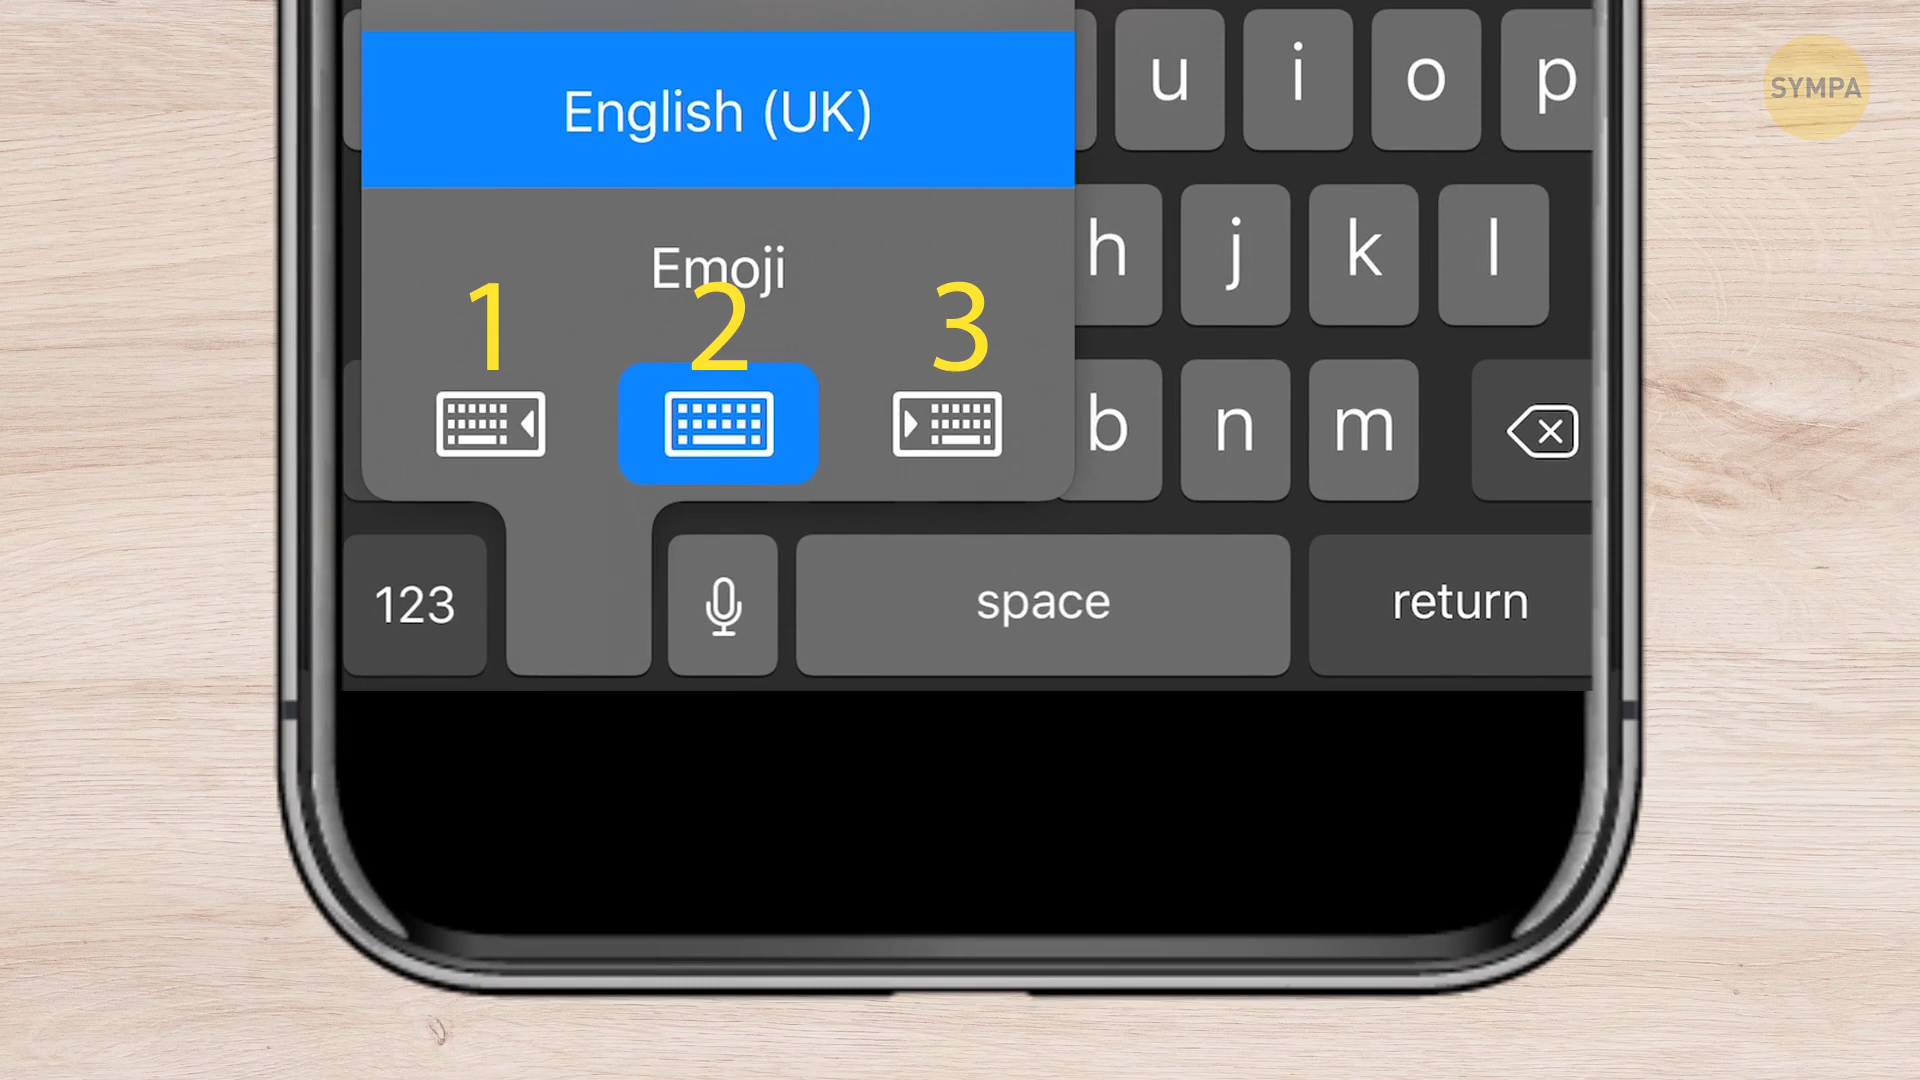 SYMPA
English (UK)
u i o p
Emoji
h j k l
1 2 3
b n m
123
space
return